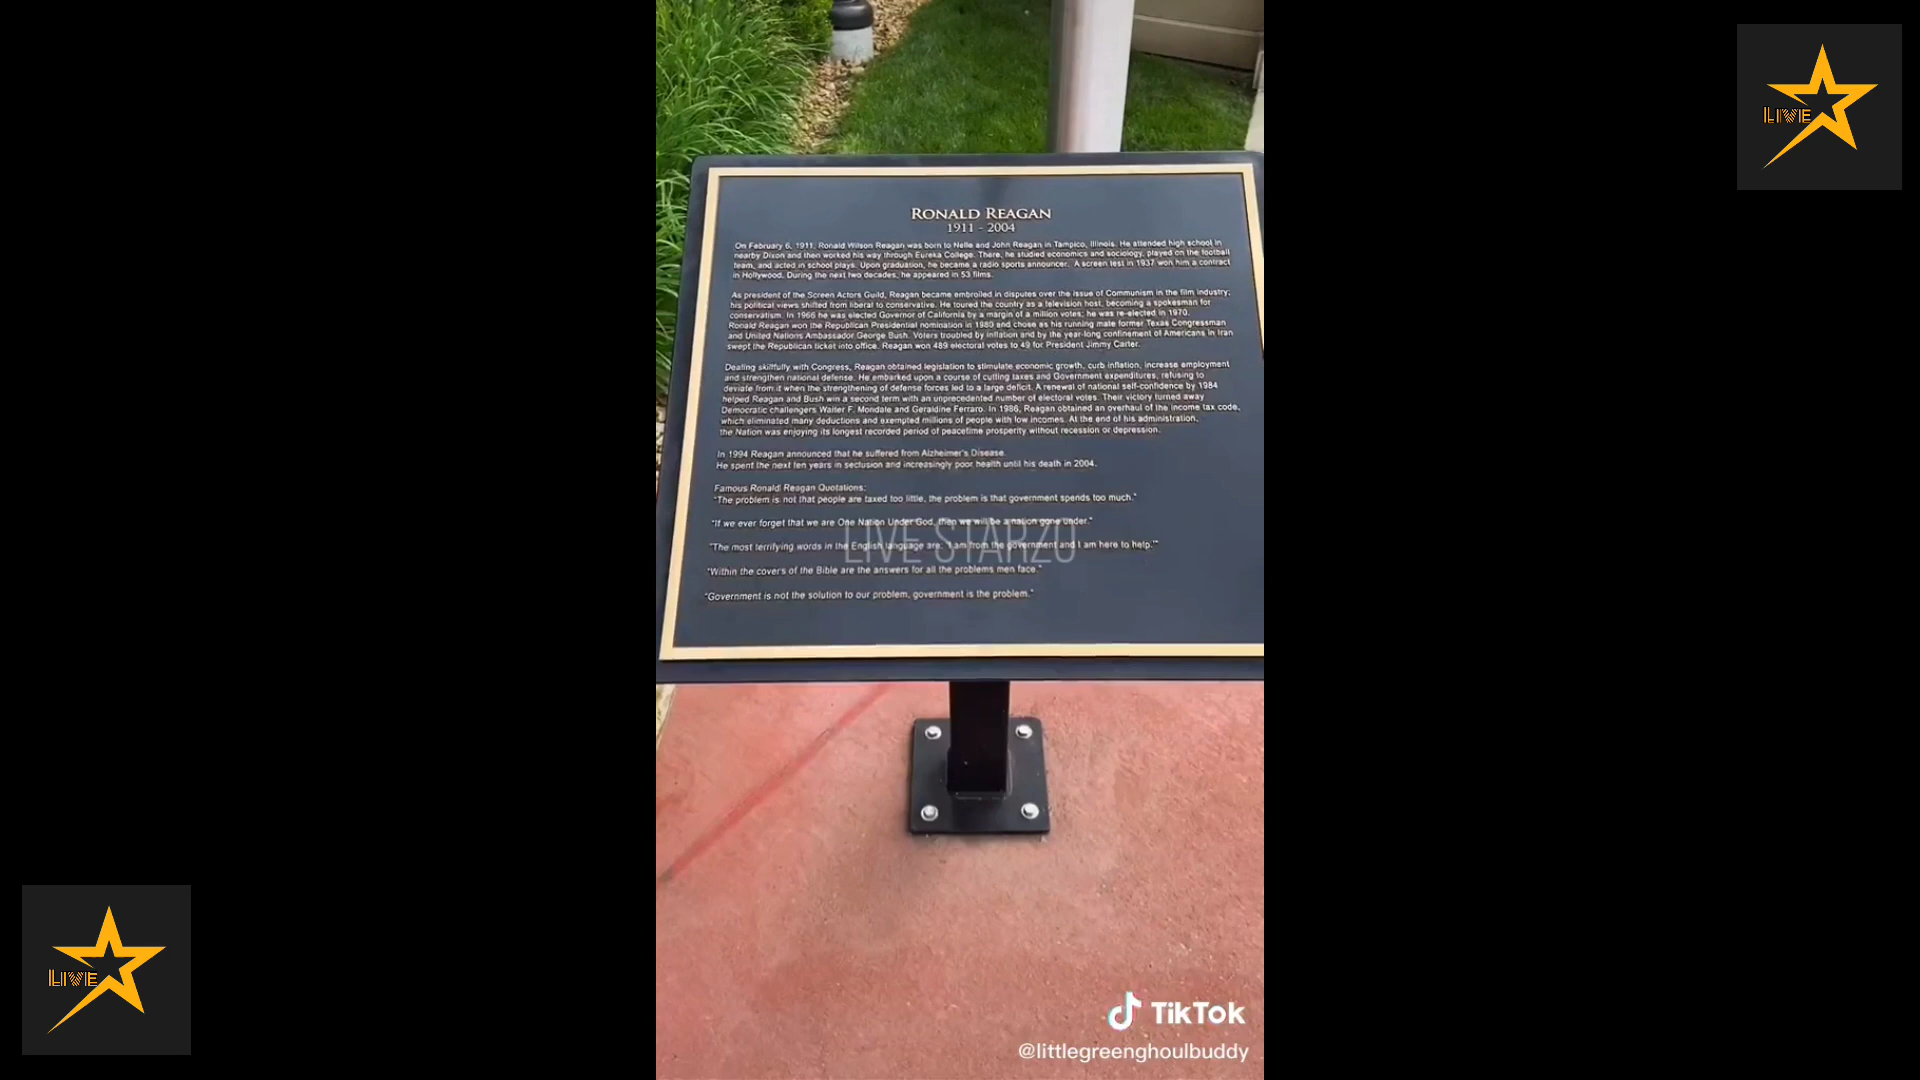 LIVE
RONALD REAGAN
1911 - 2004
On February 6, 1911, Ronald Wilson Reagan was born to Nelle and John Reagan in Tampico, Illinois. He attended high school in
nearby Dixon and then worked his way through Eureka College. There, he studied economics and sociology, played on the football
team, and acted in school plays. Upon graduation, he became a radio sports announcer. A screen test in 1937 won him a contract
in Hollywood. During the next two decades, he appeared in 53 films.
As president of the Screen Actors Guild, Reagan became embroiled in disputes over the issue of Communism in the film industry;
his political views shifted from liberal to conservative. He toured the country as a television host, becoming a spokesman for
conservatism. In 1966 he was elected Governor of California by a margin of a million votes; he was re-elected in 1970.
Ronald Reagan won the Republican Presidential nomination in 1980 and chose as his running mate former Texas Congressman
and United Nations Ambassador George Bush. Voters troubled by inflation and by the year-long confinement of Americans in Iran
swept the Republican ticket into office. Reagan won 489 electoral votes to 49 for President Jimmy Carter.
Dealing skillfully with Congress, Reagan obtained legislation to stimulate economic growth, curb inflation, increase employment
and strengthen national defense. He embarked upon a course of cutting taxes and Government expenditures, refusing to
deviate from it when the strengthening of defense forces led to a large deficit. A renewal of national self-confidence by 1984
helped Reagan and Bush win a second term with an unprecedented number of electoral votes. Their victory turned away
Democratic challengers Walter F. Mondale and Geraldine Ferraro. In 1986, Reagan obtained an overhaul of the income tax code,
which eliminated many deductions and exempted millions of people with low incomes. At the end of his administration,
the Nation was enjoying its longest recorded period of peacetime prosperity without recession or depression.
In 1994 Reagan announced that he suffered from Alzheimer's Disease.
He spent the next ten years in seclusion and increasingly poor health until his death in 2004.
Famous Ronald Reagan Quotations:
"The problem is not that people are taxed too little, the problem is that government spends too much."
"If we ever forget that we are One Nation Under God, then we will be a nation gone under."
"The most terrifying words in the English language are: 'I am from the government and I am here to help.'"
LIVE STARZU
"Within the covers of the Bible are the answers for all the problems men face."
"Government is not the solution to our problem, government is the problem."
LIVE
TikTok
@littlegreenghoulbuddy